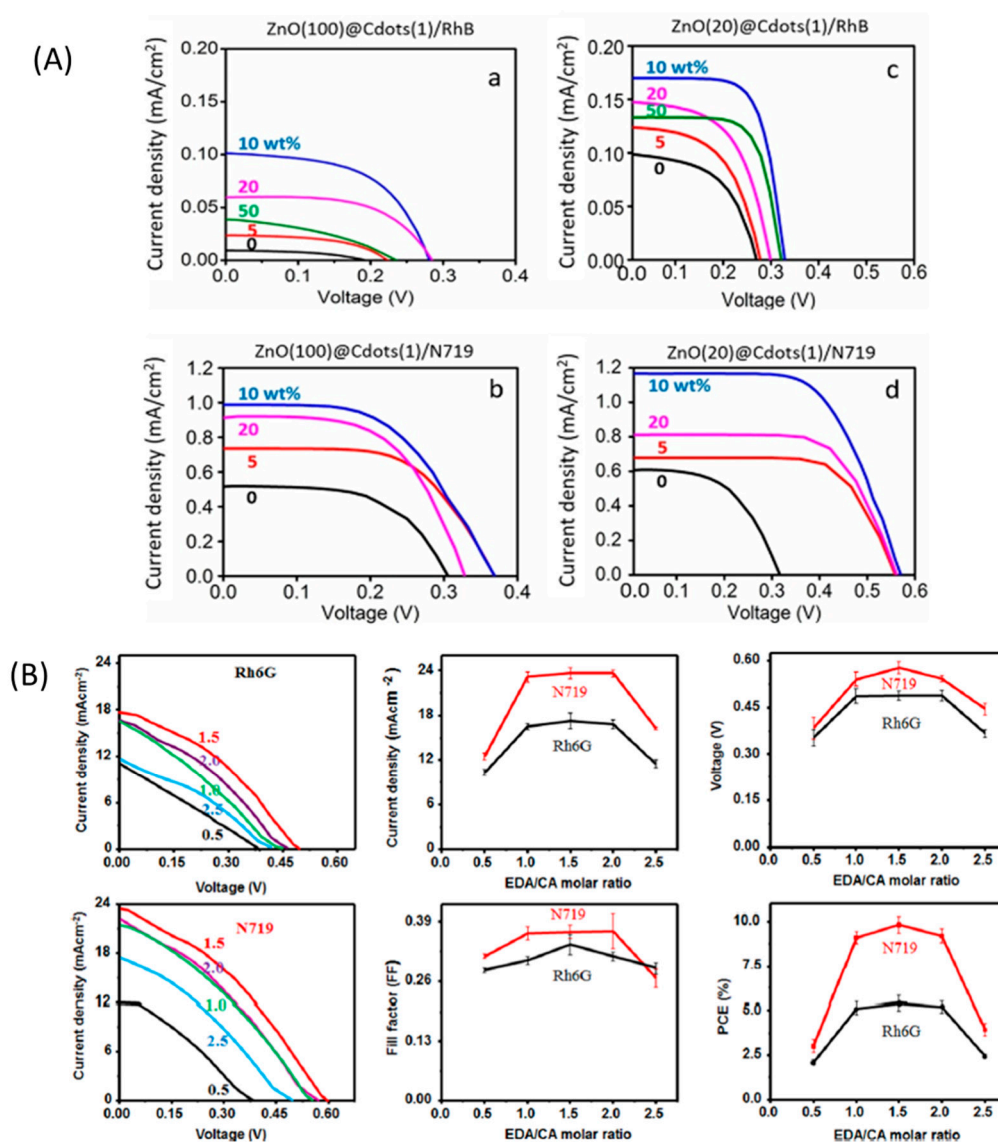 (A)
ZnO(100)@Cdots(1)/RhB
a
Current density (mA/cm²)
0.20
0.15
0.10
0.05
0.00
10 wt%
20
50
5
0
0.0 0.1 0.2 0.3 0.4
Voltage (V)
ZnO(20)@Cdots(1)/RhB
c
Current density (mA/cm²)
0.20
0.15
0.10
0.05
0.00
10 wt%
20
50
5
0
0.0 0.1 0.2 0.3 0.4 0.5 0.6
Voltage (V)
ZnO(100)@Cdots(1)/N719
b
Current density (mA/cm²)
1.2
1.0
0.8
0.6
0.4
0.2
0.0
10 wt%
20
5
0
0.0 0.1 0.2 0.3 0.4
Voltage (V)
ZnO(20)@Cdots(1)/N719
d
Current density (mA/cm²)
1.2
1.0
0.8
0.6
0.4
0.2
0.0
10 wt%
20
5
0
0.0 0.1 0.2 0.3 0.4 0.5 0.6
Voltage (V)
(B)
Rh6G
Current density (mAcm⁻²)
24
18
12
6
0
1.5
2.0
1.0
2.5
0.5
0.00 0.15 0.30 0.45 0.60
Voltage (V)
Current density (mAcm⁻²)
24
18
12
6
0
N719
Rh6G
0.0 0.5 1.0 1.5 2.0 2.5
EDA/CA molar ratio
Voltage (V)
0.60
0.45
0.30
0.15
0.00
N719
Rh6G
0.0 0.5 1.0 1.5 2.0 2.5
EDA/CA molar ratio
N719
Current density (mAcm⁻²)
24
18
12
6
0
1.5
2.0
1.0
2.5
0.5
0.00 0.15 0.30 0.45 0.60
Voltage (V)
Fill factor (FF)
0.39
0.26
0.13
0.00
N719
Rh6G
0.0 0.5 1.0 1.5 2.0 2.5
EDA/CA molar ratio
PCE (%)
10.0
7.5
5.0
2.5
0.0
N719
Rh6G
0.0 0.5 1.0 1.5 2.0 2.5
EDA/CA molar ratio